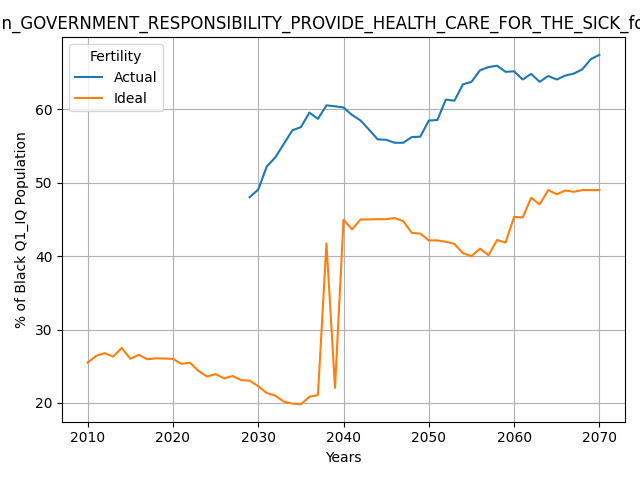 n_GOVERNMENT_RESPONSIBILITY_PROVIDE_HEALTH_CARE_FOR_THE_SICK_fo
Fertility
Actual
Ideal
% of Black Q1_IQ Population
60
50
40
30
20
2010 2020 2030 2040 2050 2060 2070
Years